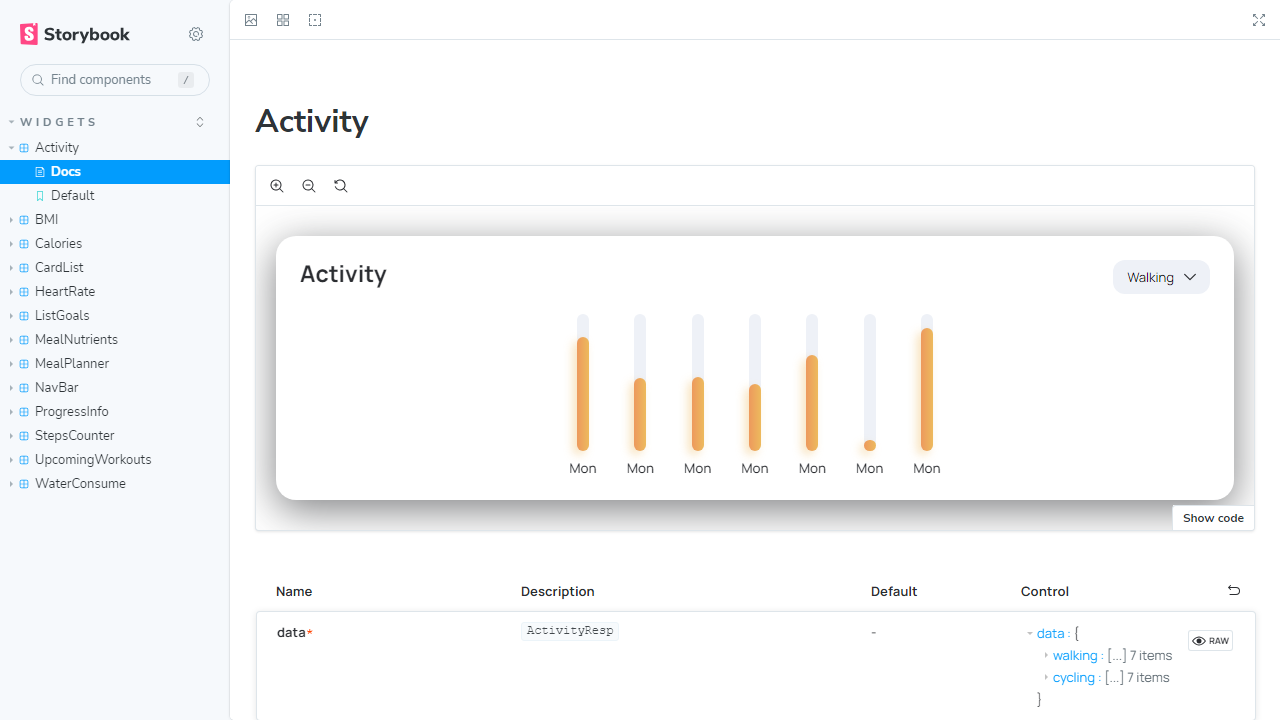 Storybook
Find components
/
WIDGETS
Activity
Docs
Default
BMI
Calories
CardList
HeartRate
ListGoals
MealNutrients
MealPlanner
NavBar
ProgressInfo
StepsCounter
UpcomingWorkouts
WaterConsume
Activity
Activity
Walking
Mon Mon Mon Mon Mon Mon Mon
Show code
Name Description Default Control
data* ActivityResp - data : {
RAW
walking : [...] 7 items
cycling : [...] 7 items
}